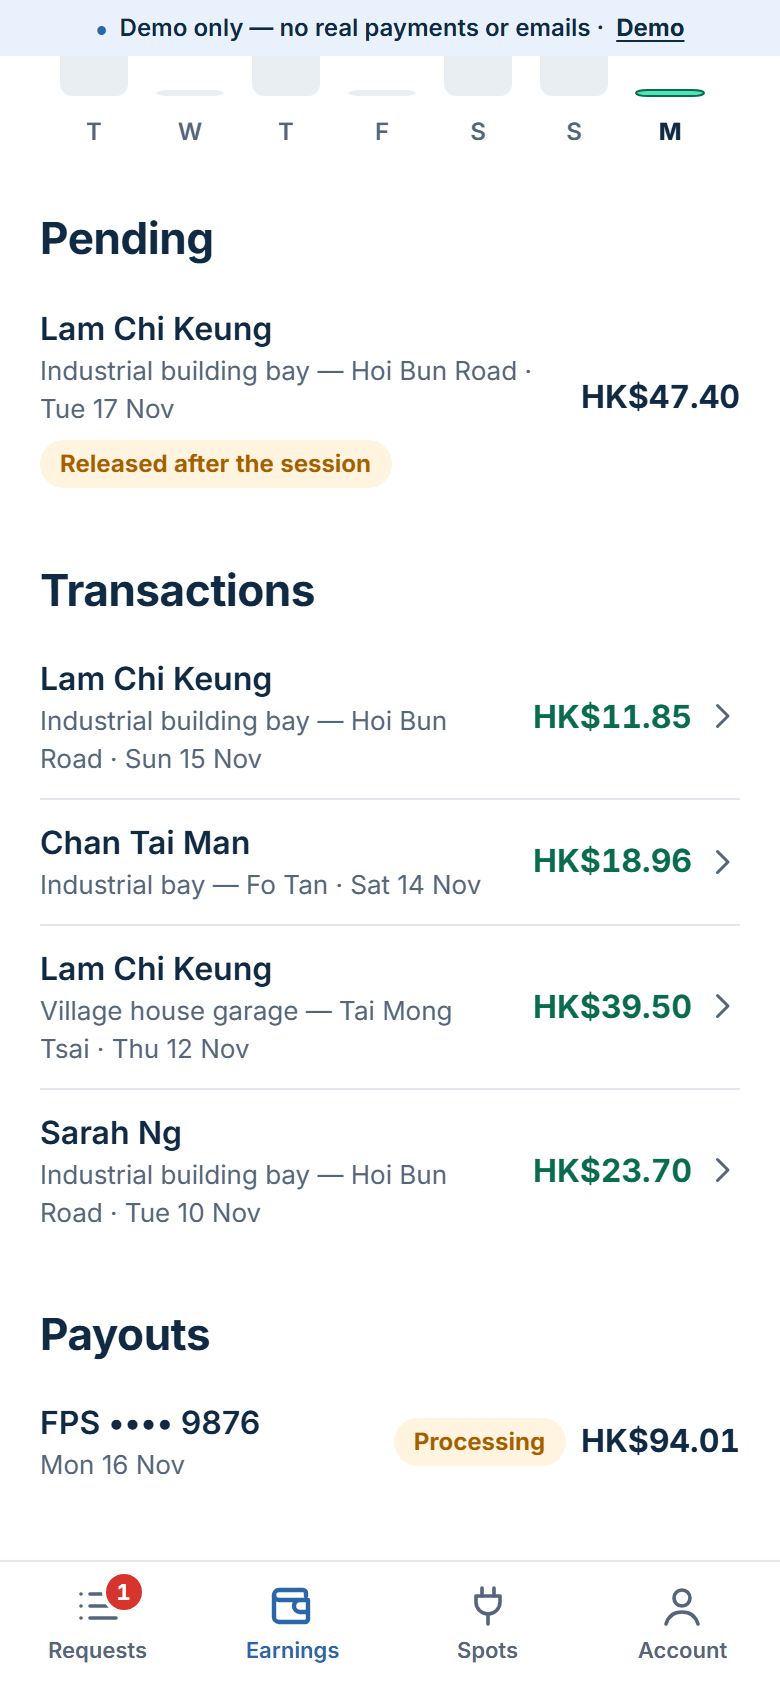 Demo only — no real payments or emails · Demo
T W T F S S M
Pending
Lam Chi Keung
Industrial building bay — Hoi Bun Road ·
Tue 17 Nov
HK$47.40
Released after the session
Transactions
Lam Chi Keung
Industrial building bay — Hoi Bun
Road · Sun 15 Nov
HK$11.85
Chan Tai Man
Industrial bay — Fo Tan · Sat 14 Nov
HK$18.96
Lam Chi Keung
Village house garage — Tai Mong
Tsai · Thu 12 Nov
HK$39.50
Sarah Ng
Industrial building bay — Hoi Bun
Road · Tue 10 Nov
HK$23.70
Payouts
FPS •••• 9876
Mon 16 Nov
Processing
HK$94.01
1
Requests
Earnings
Spots
Account